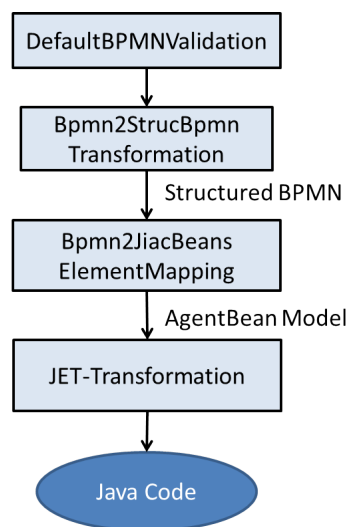 DefaultBPMNValidation
Bpmn2StrucBpmn
Transformation
Structured BPMN
Bpmn2JiacBeans
ElementMapping
AgentBean Model
JET-Transformation
Java Code